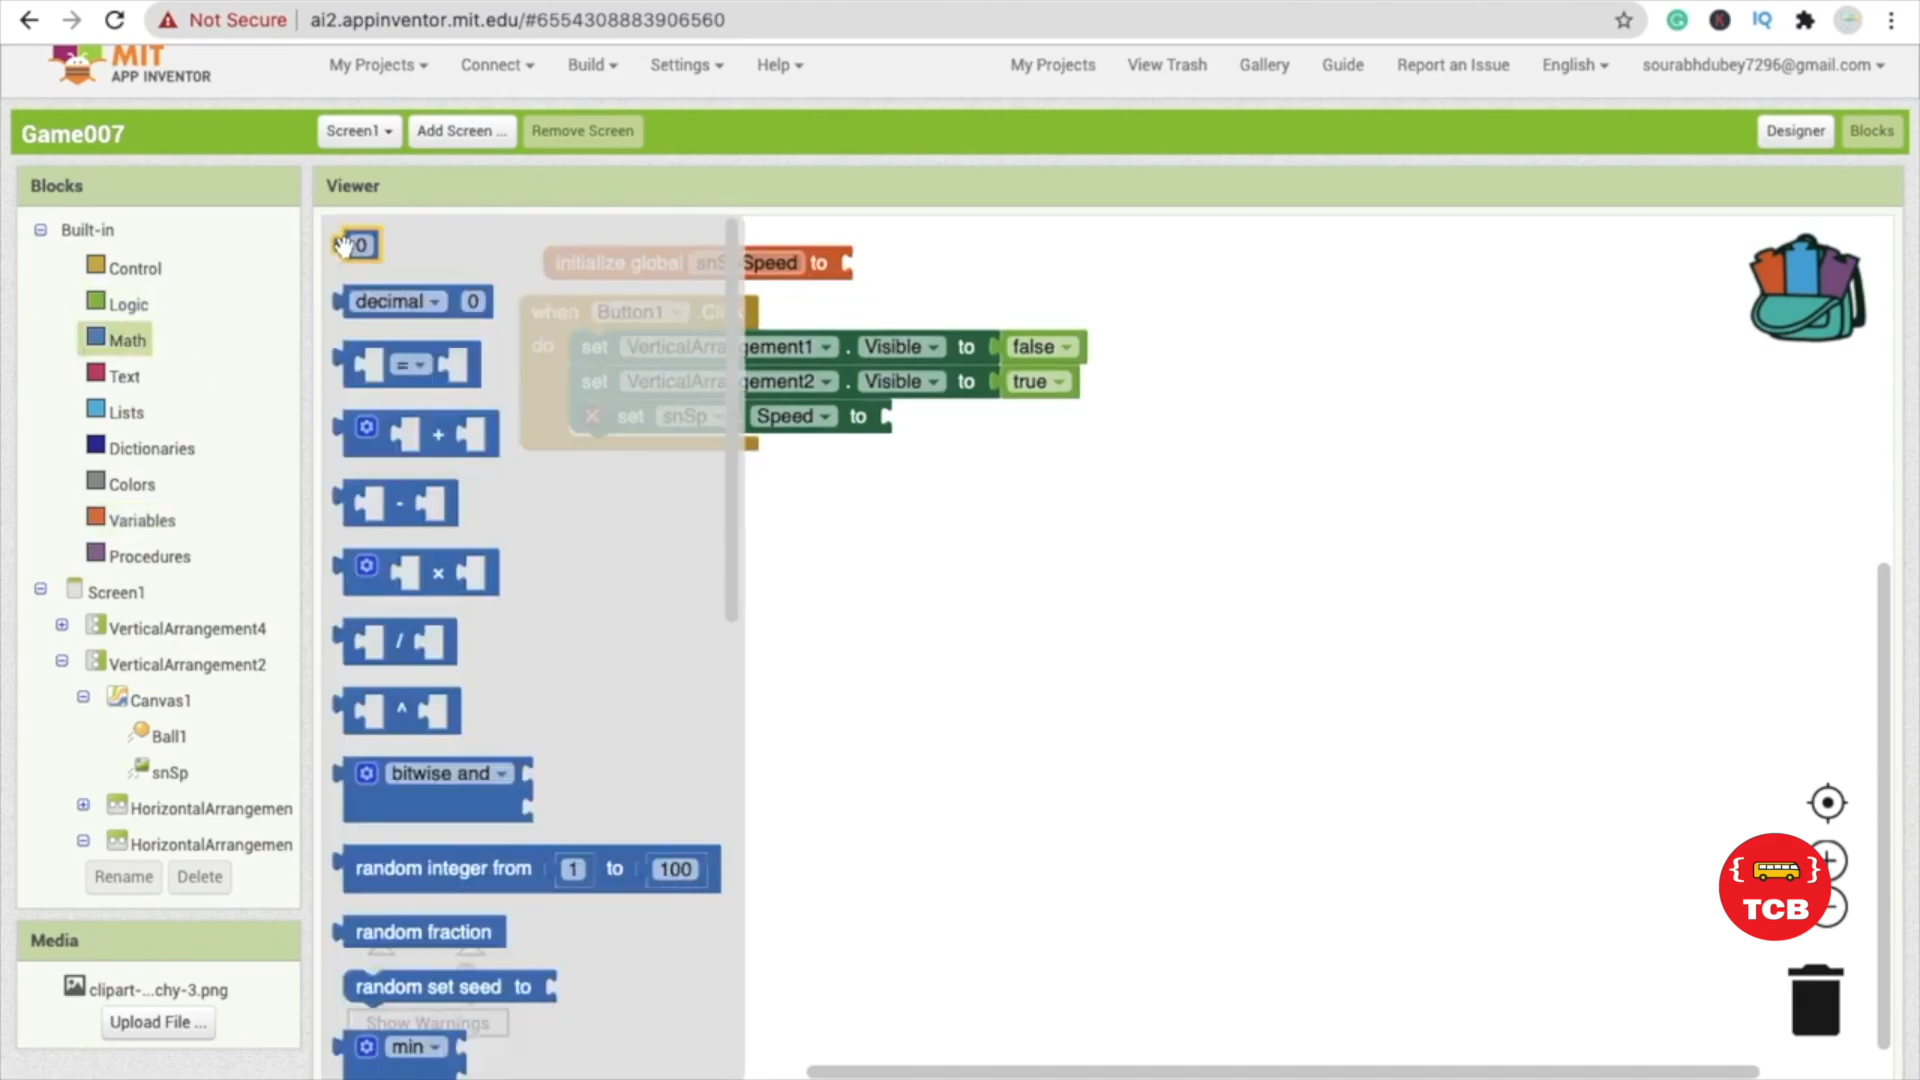 Not Secure | ai2.appinventor.mit.edu/#6554308883906560
MIT
APP INVENTOR
My Projects
Connect
Build
Settings
Help
My Projects
View Trash
Gallery
Guide
Report an Issue
English
sourabhdubey7296@gmail.com
Game007
Screen1
Add Screen ...
Remove Screen
Designer
Blocks
Blocks
Viewer
Built-in
Control
Logic
Math
Text
Lists
Dictionaries
Colors
Variables
Procedures
Screen1
VerticalArrangement4
VerticalArrangement2
Canvas1
Ball1
snSp
HorizontalArrangemen
HorizontalArrangemen
Rename
Delete
Media
clipart-...chy-3.png
Upload File ...
0
decimal 0
=
+
-
×
/
^
bitwise and
random integer from 1 to 100
random fraction
random set seed to
Show Warnings
min
initialize global snSpSpeed to
when Button1 .Click
do set VerticalArrangement1 . Visible to false
set VerticalArrangement2 . Visible to true
set snSp . Speed to
{ }
TCB
IQ